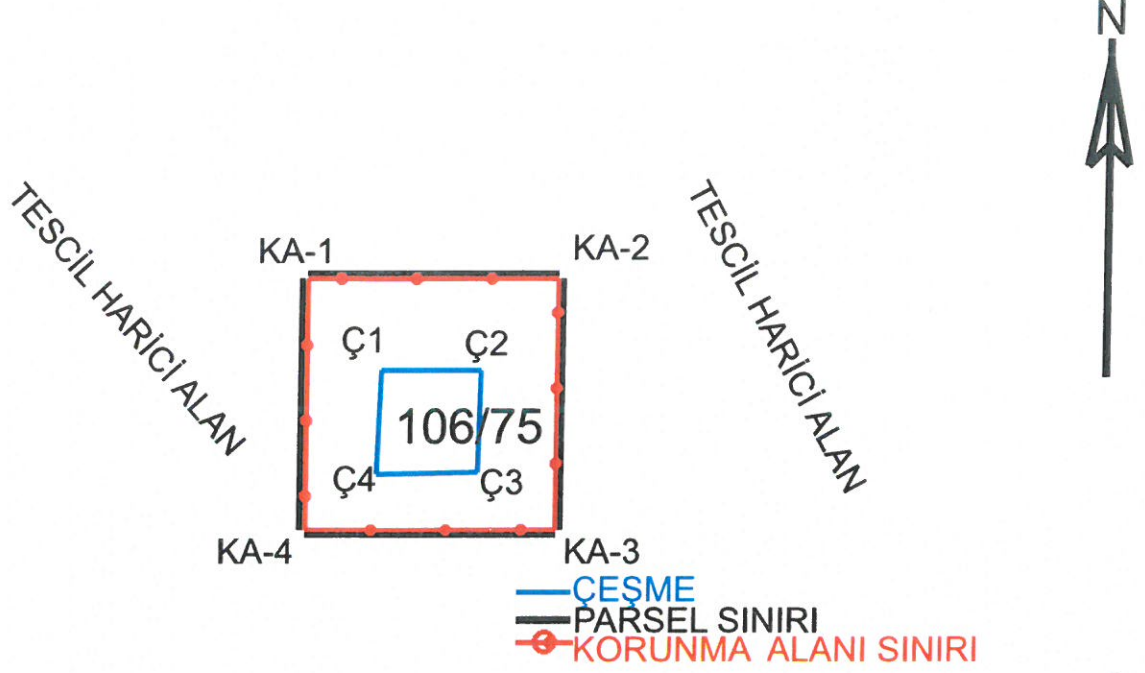 N
TESCİL HARİCİ ALAN
TESCİL HARİCİ ALAN
KA-1
KA-2
Ç1
Ç2
106/75
Ç4
Ç3
KA-4
KA-3
ÇEŞME
PARSEL SINIRI
KORUNMA ALANI SINIRI